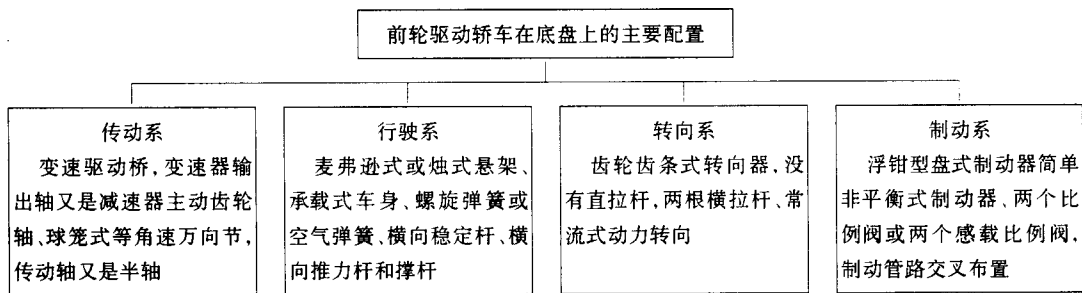 前轮驱动轿车在底盘上的主要配置
传动系
变速驱动桥,变速器输
出轴又是减速器主动齿轮
轴、球笼式等角速万向节,
传动轴又是半轴
行驶系
麦弗逊式或烛式悬架、
承载式车身、螺旋弹簧或
空气弹簧、横向稳定杆、横
向推力杆和撑杆
转向系
齿轮齿条式转向器,没
有直拉杆,两根横拉杆、常
流式动力转向
制动系
浮钳型盘式制动器简单
非平衡式制动器、两个比
例阀或两个感载比例阀,
制动管路交叉布置